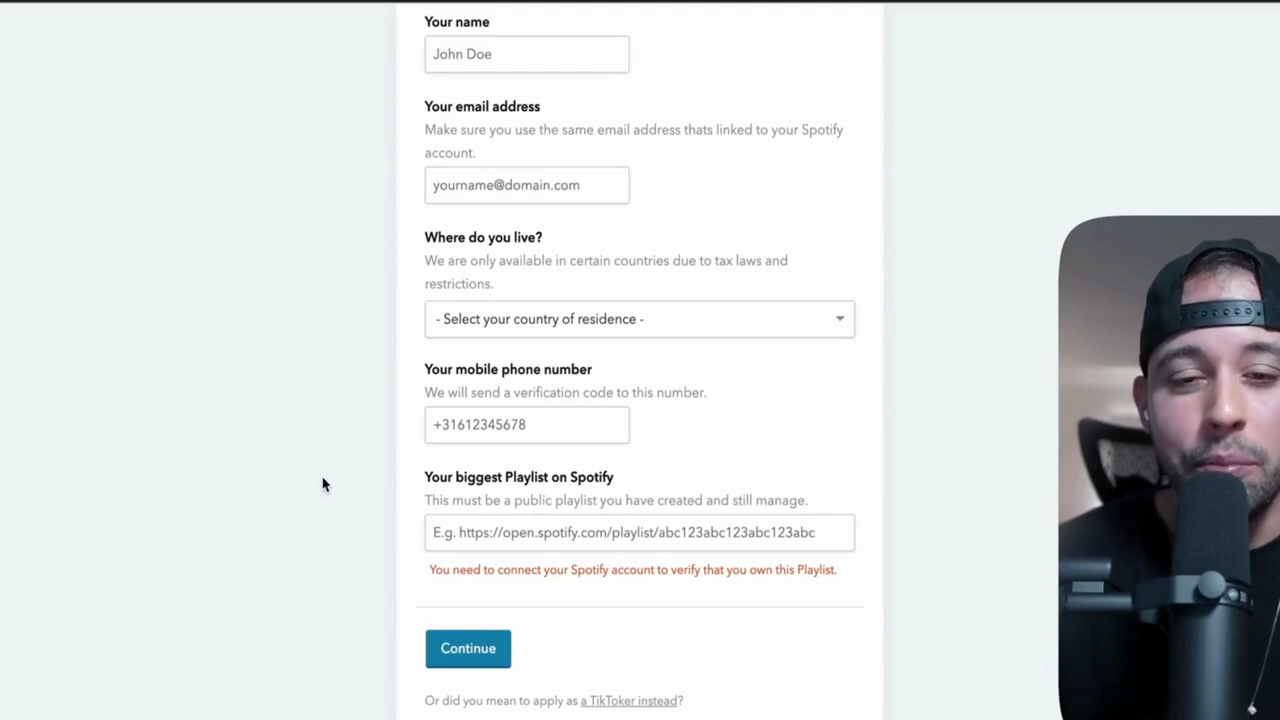 Your name
John Doe
Your email address
Make sure you use the same email address thats linked to your Spotify
account.
yourname@domain.com
Where do you live?
We are only available in certain countries due to tax laws and
restrictions.
- Select your country of residence -
Your mobile phone number
We will send a verification code to this number.
+31612345678
Your biggest Playlist on Spotify
This must be a public playlist you have created and still manage.
E.g. https://open.spotify.com/playlist/abc123abc123abc123abc
You need to connect your Spotify account to verify that you own this Playlist.
Continue
Or did you mean to apply as a TikToker instead?